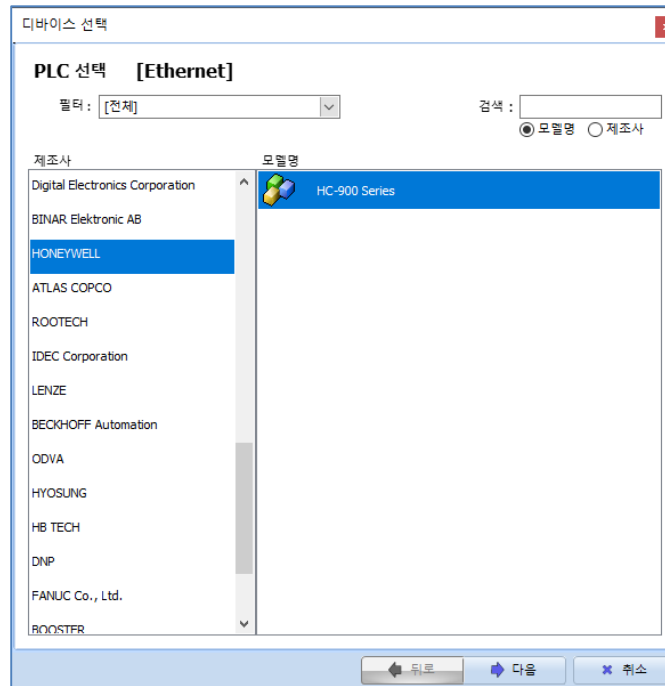 디바이스 선택
PLC 선택 [Ethernet]
필터 : [전체]
검색 :
모델명 제조사
제조사
모델명
Digital Electronics Corporation
BINAR Elektronic AB
HONEYWELL
ATLAS COPCO
ROOTECH
IDEC Corporation
LENZE
BECKHOFF Automation
ODVA
HYOSUNG
HB TECH
DNP
FANUC Co., Ltd.
BOOSTER
HC-900 Series
뒤로
다음
취소